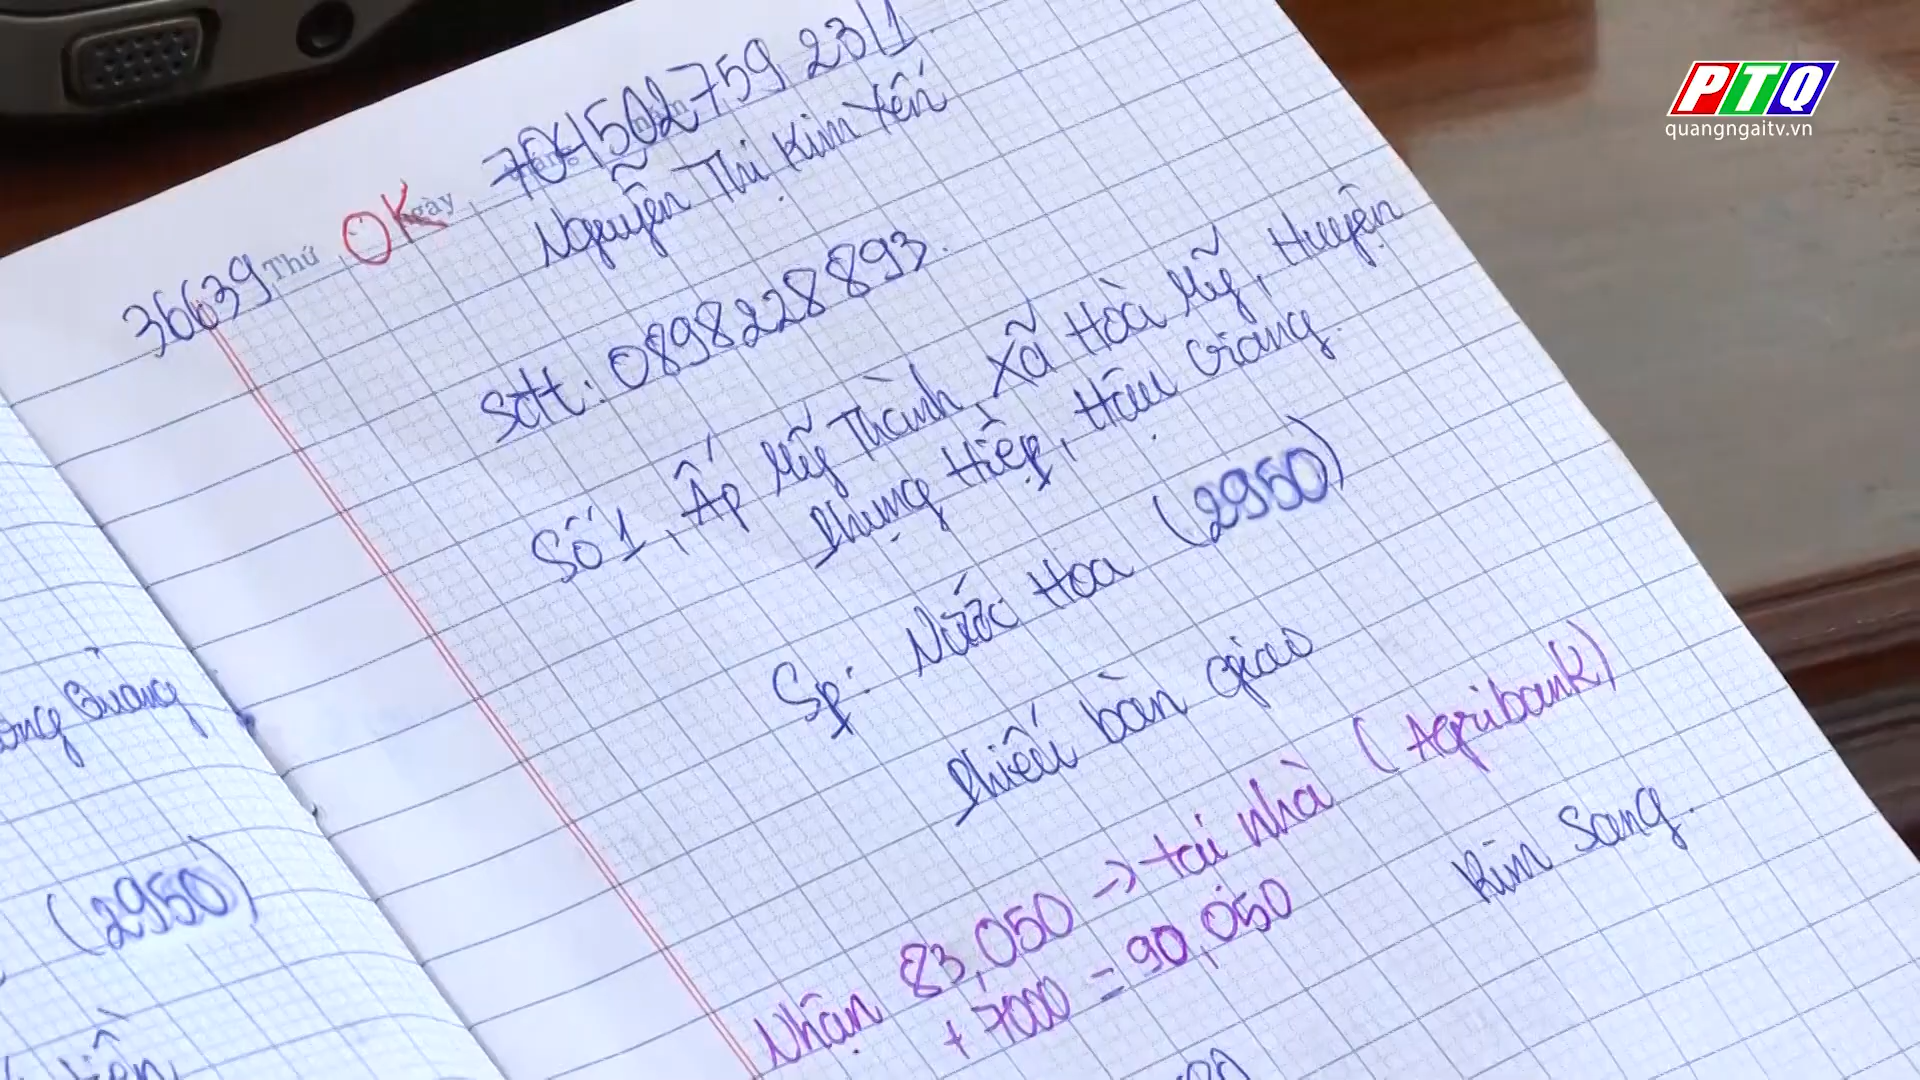 PTQ
quangngaitv.vn
7041502759 2311
Nguyễn Thị Kim Yến
36639 Thứ OK Ngày
Sđt: 0898228893.
Số 1, Ấp Mỹ Thành, Xã Hòa Mỹ, Huyện
Phụng Hiệp, Hậu Giang.
Sp: Nước Hoa (2950)
Phiếu bàn giao
Nhận 83,050 → tại nhà (Agribank)
+ 7000 = 90,050
Kim Sang.
Quảng
(2950)